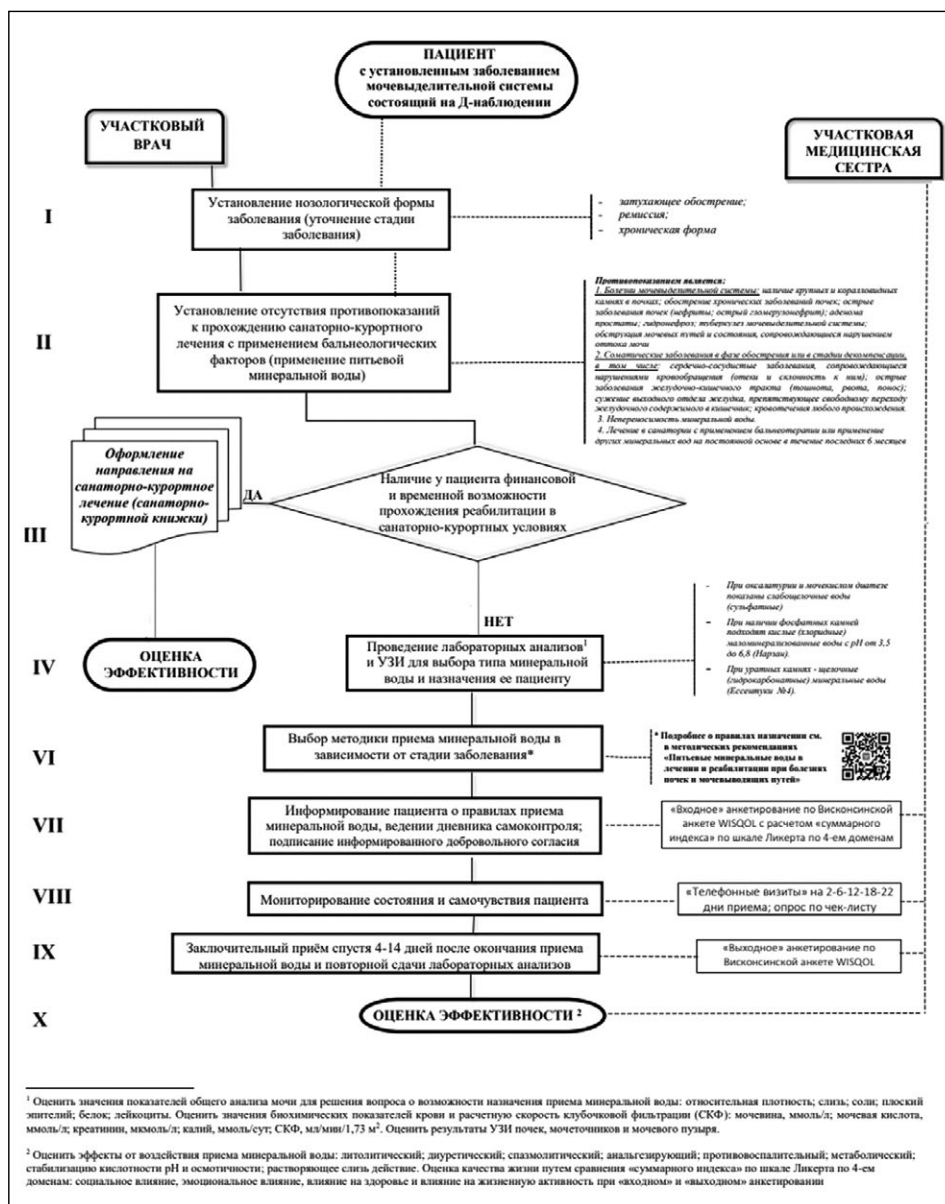 ПАЦИЕНТ
с установленным заболеванием
мочевыделительной системы
состоящий на Д-наблюдении
УЧАСТКОВЫЙ
ВРАЧ
УЧАСТКОВАЯ
МЕДИЦИНСКАЯ
СЕСТРА
I
Установление нозологической формы
заболевания (уточнение стадии
заболевания)
- затухающее обострение;
- ремиссия;
- хроническая форма
II
Установление отсутствия противопоказаний
к прохождению санаторно-курортного
лечения с применением бальнеологических
факторов (применение питьевой
минеральной воды)
Противопоказанием является:
1. Болезни мочевыделительной системы: наличие крупных и коралловидных
камней в почках; обострение хронических заболеваний почек; острые
заболевания почек (нефриты; острый гломерулонефрит); аденома
простаты; гидронефроз; туберкулез мочевыделительной системы;
обструкция мочевых путей и состояния, сопровождающиеся нарушением
оттока мочи
2. Соматические заболевания в фазе обострения или в стадии декомпенсации,
в том числе: сердечно-сосудистые заболевания, сопровождающиеся
нарушениями кровообращения (отеки и склонность к ним); острые
заболевания желудочно-кишечного тракта (тошнота, рвота, понос);
сужение выходного отдела желудка, препятствующее свободному переходу
желудочного содержимого в кишечник; кровотечения любого происхождения.
3. Непереносимость минеральной воды.
4. Лечение в санатории с применением бальнеотерапии или применение
других минеральных вод на постоянной основе в течение последних 6 месяцев
III
Оформление
направления на
санаторно-курортное
лечение (санаторно-
курортной книжки)
ДА
Наличие у пациента финансовой
и временной возможности
прохождения реабилитации в
санаторно-курортных условиях
НЕТ
IV
ОЦЕНКА
ЭФФЕКТИВНОСТИ
Проведение лабораторных анализов¹
и УЗИ для выбора типа минеральной
воды и назначения ее пациенту
- При оксалатурии и мочекислом диатезе
показаны слабощелочные воды
(сульфатные)
- При наличии фосфатных камней
подходят кислые (хлоридные)
маломинерализованные воды с pH от 3,5
до 6,8 (Нарзан).
- При уратных камнях - щелочные
(гидрокарбонатные) минеральные воды
(Ессентуки №4).
VI
Выбор методики приема минеральной воды в
зависимости от стадии заболевания*
* Подробнее о правилах назначения см.
в методических рекомендациях
«Питьевые минеральные воды в
лечении и реабилитации при болезнях
почек и мочевыводящих путей»
VII
Информирование пациента о правилах приема
минеральной воды, ведении дневника самоконтроля;
подписание информированного добровольного согласия
«Входное» анкетирование по Висконсинской
анкете WISQOL с расчетом «суммарного
индекса» по шкале Ликерта по 4-ем доменам
VIII
Мониторирование состояния и самочувствия пациента
«Телефонные визиты» на 2-6-12-18-22
дни приема; опрос по чек-листу
IX
Заключительный приём спустя 4-14 дней после окончания приема
минеральной воды и повторной сдачи лабораторных анализов
«Выходное» анкетирование по
Висконсинской анкете WISQOL
X
ОЦЕНКА ЭФФЕКТИВНОСТИ ²
¹ Оценить значения показателей общего анализа мочи для решения вопроса о возможности назначения приема минеральной воды: относительная плотность; слизь; соли; плоский
эпителий; белок; лейкоциты. Оценить значения биохимических показателей крови и расчетную скорость клубочковой фильтрации (СКФ): мочевина, ммоль/л; мочевая кислота,
ммоль/л; креатинин, мкмоль/л; калий, ммоль/сут; СКФ, мл/мин/1,73 м². Оценить результаты УЗИ почек, мочеточников и мочевого пузыря.
² Оценить эффекты от воздействия приема минеральной воды: литолитический; диуретический; спазмолитический; анальгезирующий; противовоспалительный; метаболический;
стабилизацию кислотности pH и осмотичности; растворяющее слизь действие. Оценка качества жизни путем сравнения «суммарного индекса» по шкале Ликерта по 4-ем
доменам: социальное влияние, эмоциональное влияние, влияние на здоровье и влияние на жизненную активность при «входном» и «выходном» анкетировании